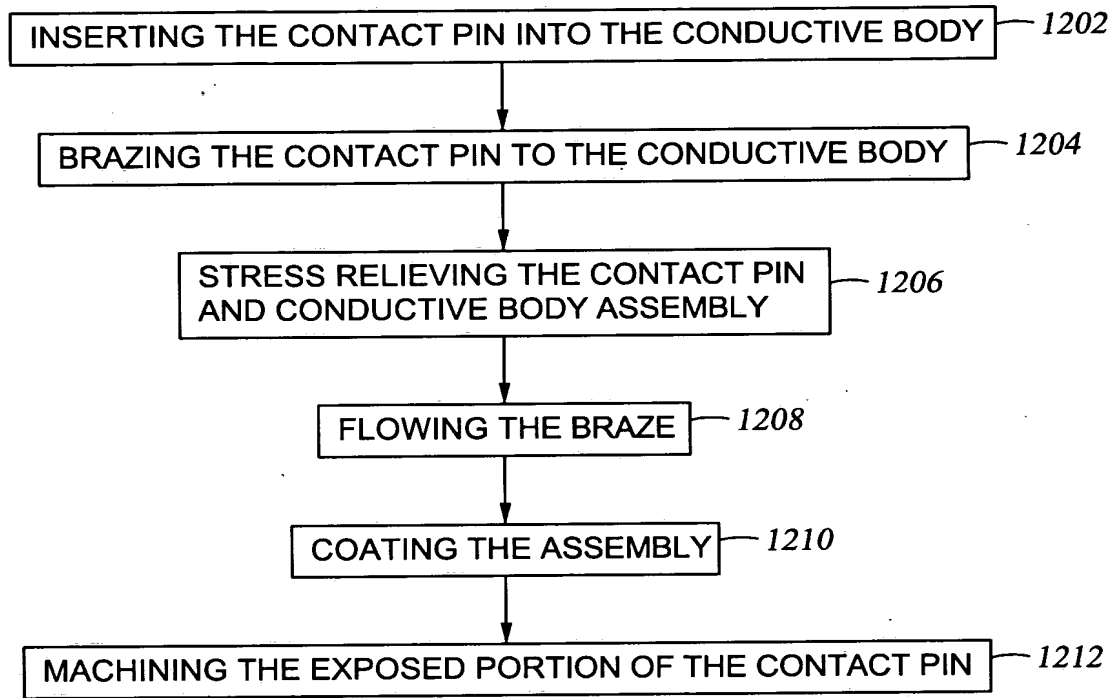 INSERTING THE CONTACT PIN INTO THE CONDUCTIVE BODY 1202
BRAZING THE CONTACT PIN TO THE CONDUCTIVE BODY 1204
STRESS RELIEVING THE CONTACT PIN
AND CONDUCTIVE BODY ASSEMBLY 1206
FLOWING THE BRAZE 1208
COATING THE ASSEMBLY 1210
MACHINING THE EXPOSED PORTION OF THE CONTACT PIN 1212